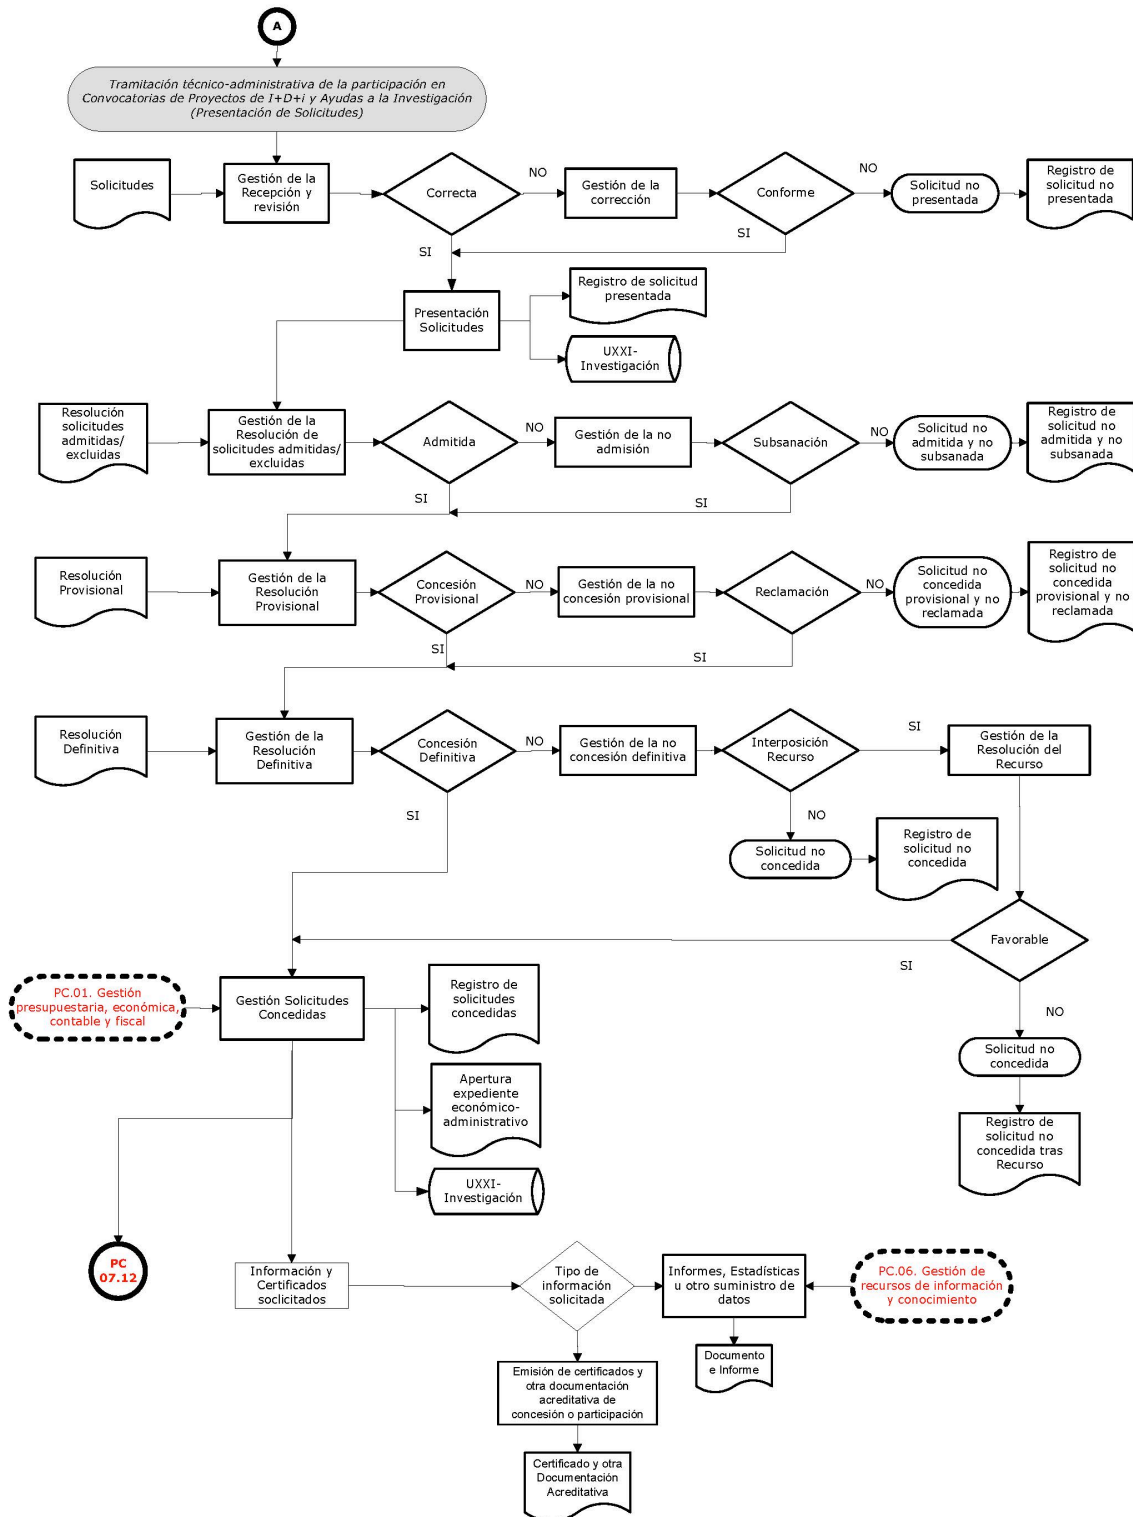 A
Tramitación técnico-administrativa de la participación en
Convocatorias de Proyectos de I+D+i y Ayudas a la Investigación
(Presentación de Solicitudes)
Solicitudes
Gestión de la
Recepción y
revisión
Correcta
NO
Gestión de la
corrección
Conforme
NO
Solicitud no
presentada
Registro de
solicitud no
presentada
SI
SI
Presentación
Solicitudes
Registro de solicitud
presentada
UXXI-
Investigación
Resolución
solicitudes
admitidas/
excluidas
Gestión de la
Resolución de
solicitudes admitidas/
excluidas
Admitida
NO
Gestión de la no
admisión
Subsanación
NO
Solicitud no
admitida y no
subsanada
Registro de
solicitud no
admitida y no
subsanada
SI
SI
Resolución
Provisional
Gestión de la
Resolución
Provisional
Concesión
Provisional
NO
Gestión de la no
concesión provisional
Reclamación
NO
Solicitud no
concedida
provisional y no
reclamada
Registro de
solicitud no
concedida
provisional y no
reclamada
SI
SI
Resolución
Definitiva
Gestión de la
Resolución
Definitiva
Concesión
Definitiva
NO
Gestión de la no
concesión definitiva
Interposición
Recurso
SI
Gestión de la
Resolución del
Recurso
SI
NO
Solicitud no
concedida
Registro de
solicitud no
concedida
Favorable
SI
NO
PC.01. Gestión
presupuestaria, económica,
contable y fiscal
Gestión Solicitudes
Concedidas
Registro de
solicitudes
concedidas
Apertura
expediente
económico-
administrativo
UXXI-
Investigación
Solicitud no
concedida
Registro de
solicitud no
concedida tras
Recurso
PC
07.12
Información y
Certificados
soclicitados
Tipo de
información
solicitada
Informes, Estadísticas
u otro suministro de
datos
PC.06. Gestión de
recursos de información
y conocimiento
Documento
e Informe
Emisión de certificados y
otra documentación
acreditativa de
concesión o participación
Certificado y otra
Documentación
Acreditativa